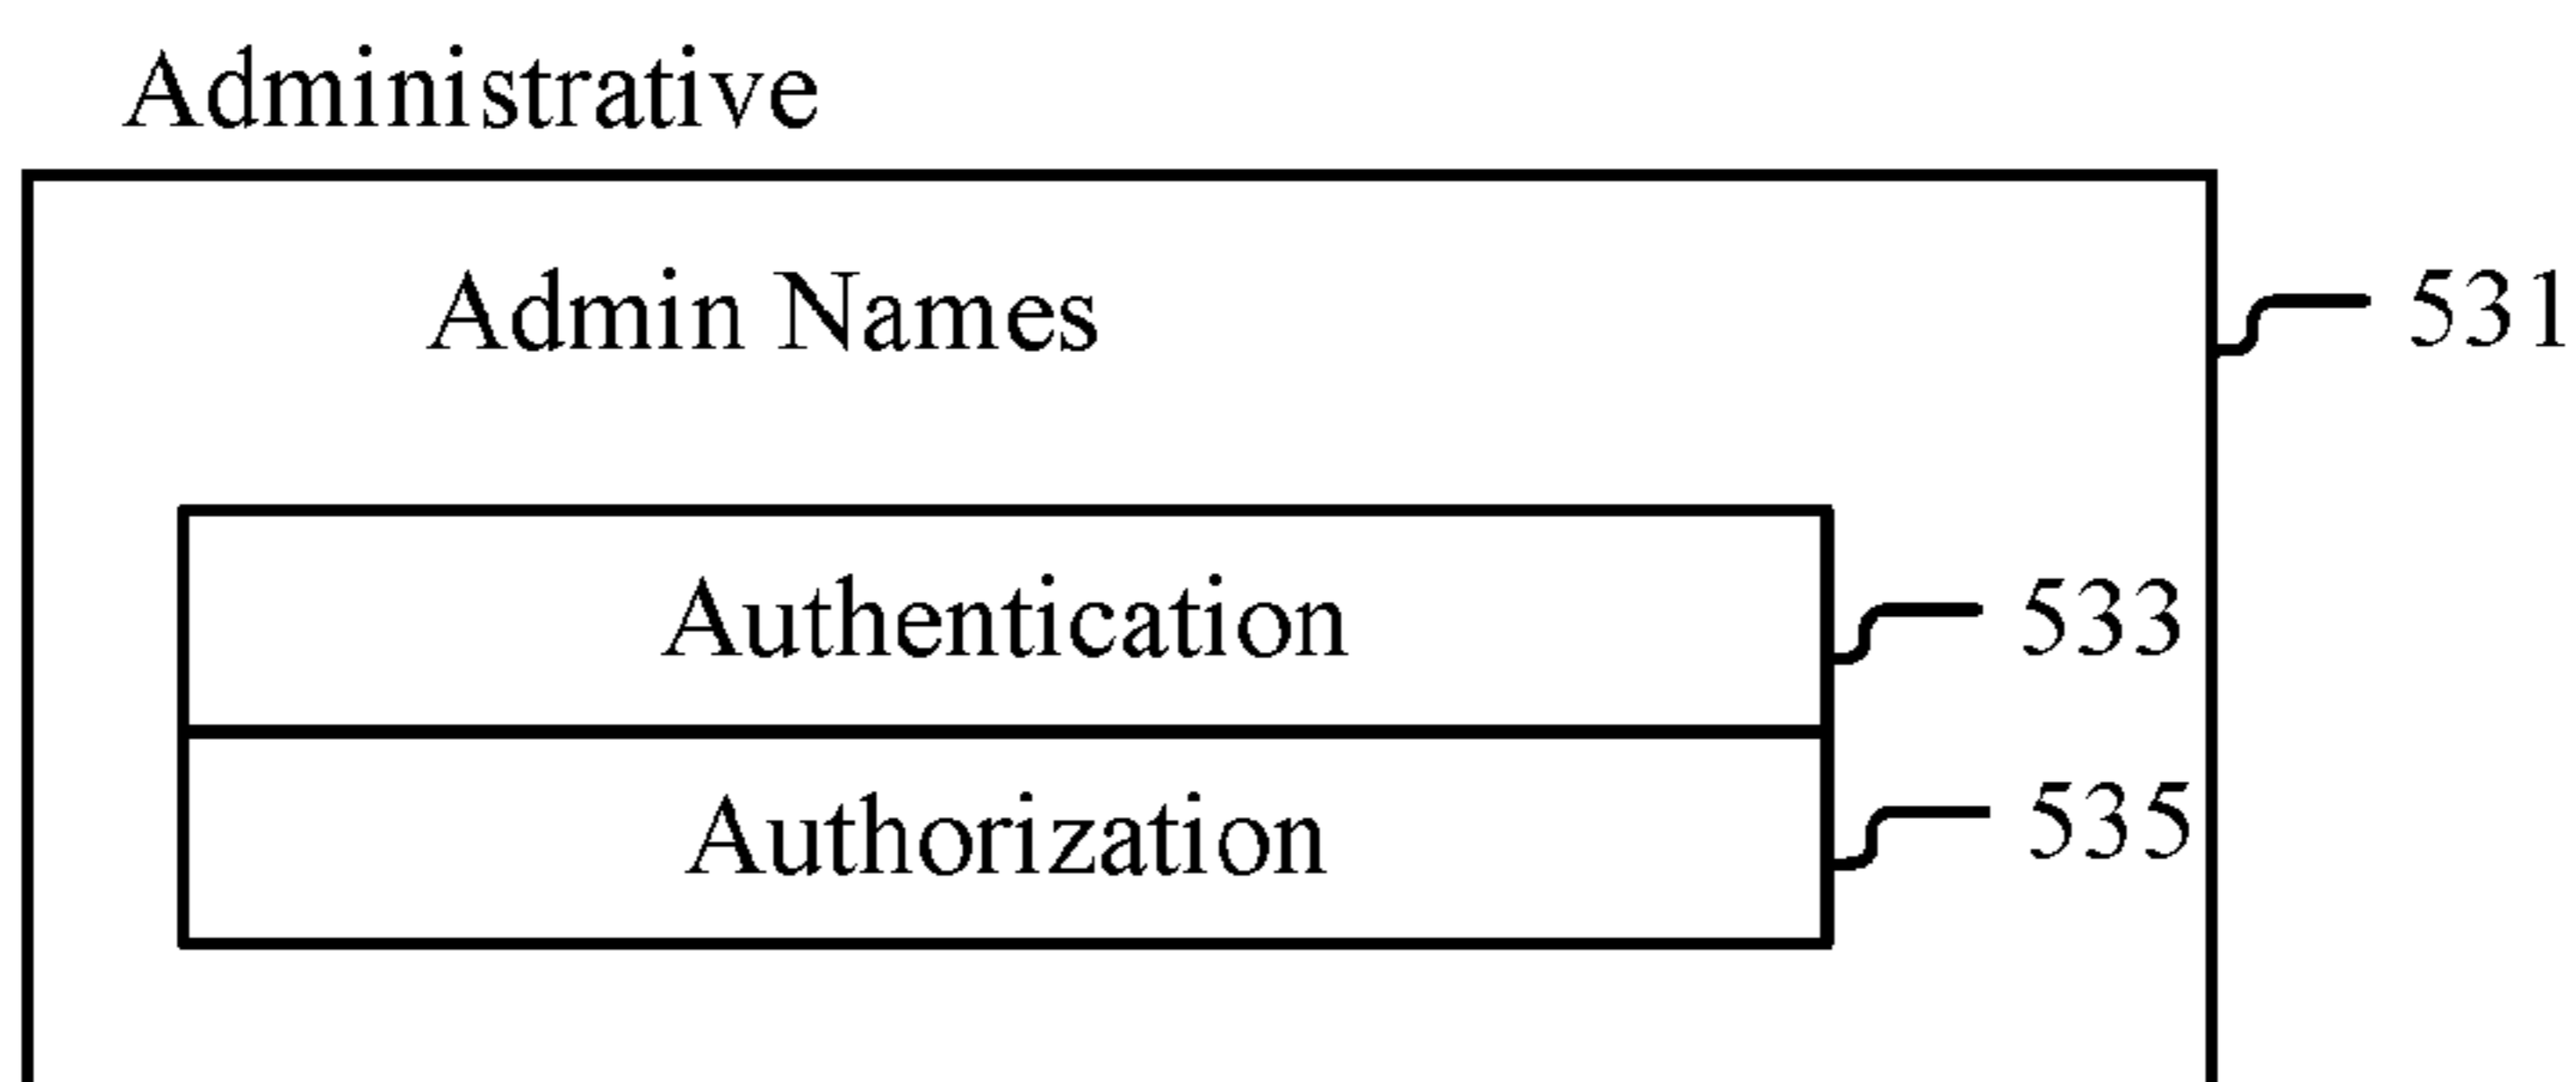 Administrative
Admin Names
531
Authentication
533
Authorization
535